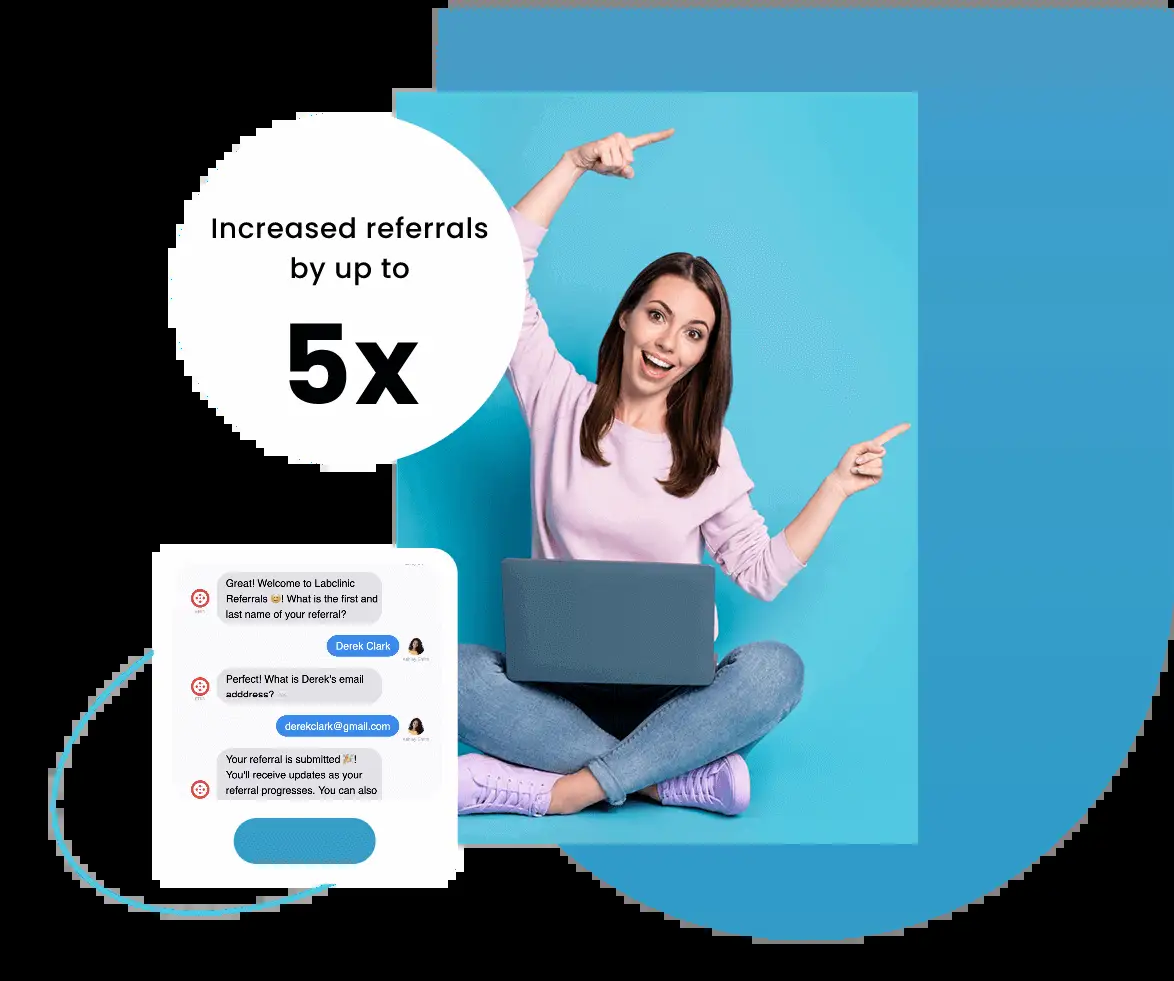 Increased referrals
by up to
5x
Great! Welcome to Labclinic
Referrals 😄! What is the first and
last name of your referral?
Derek Clark
Perfect! What is Derek's email
adddress?
derekclark@gmail.com
Your referral is submitted 🎉!
You'll receive updates as your
referral progresses. You can also